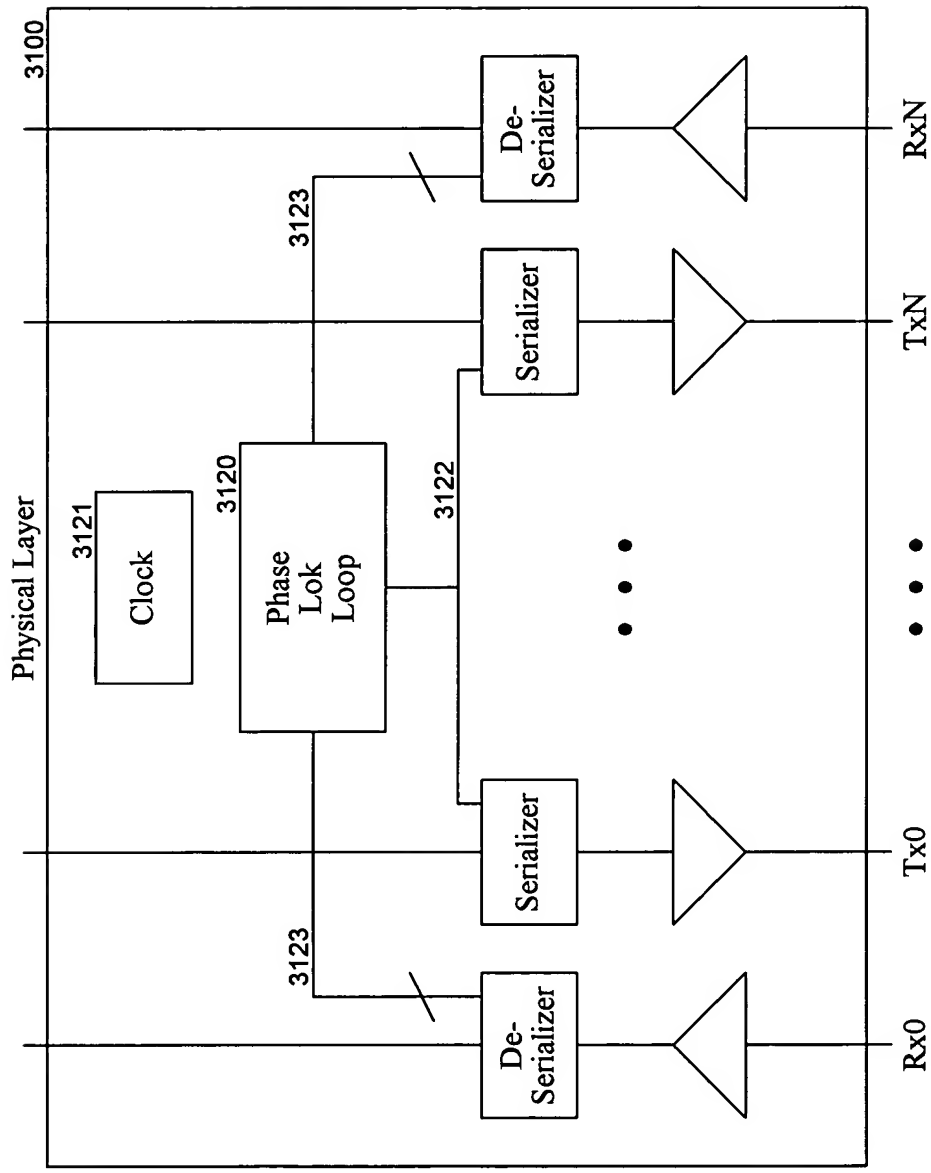 Physical Layer
3100
3121
Clock
3120
Phase
Lok
Loop
3123
3123
3122
De-
Serializer
Serializer
Serializer
De-
Serializer
Rx0
Tx0
TxN
RxN